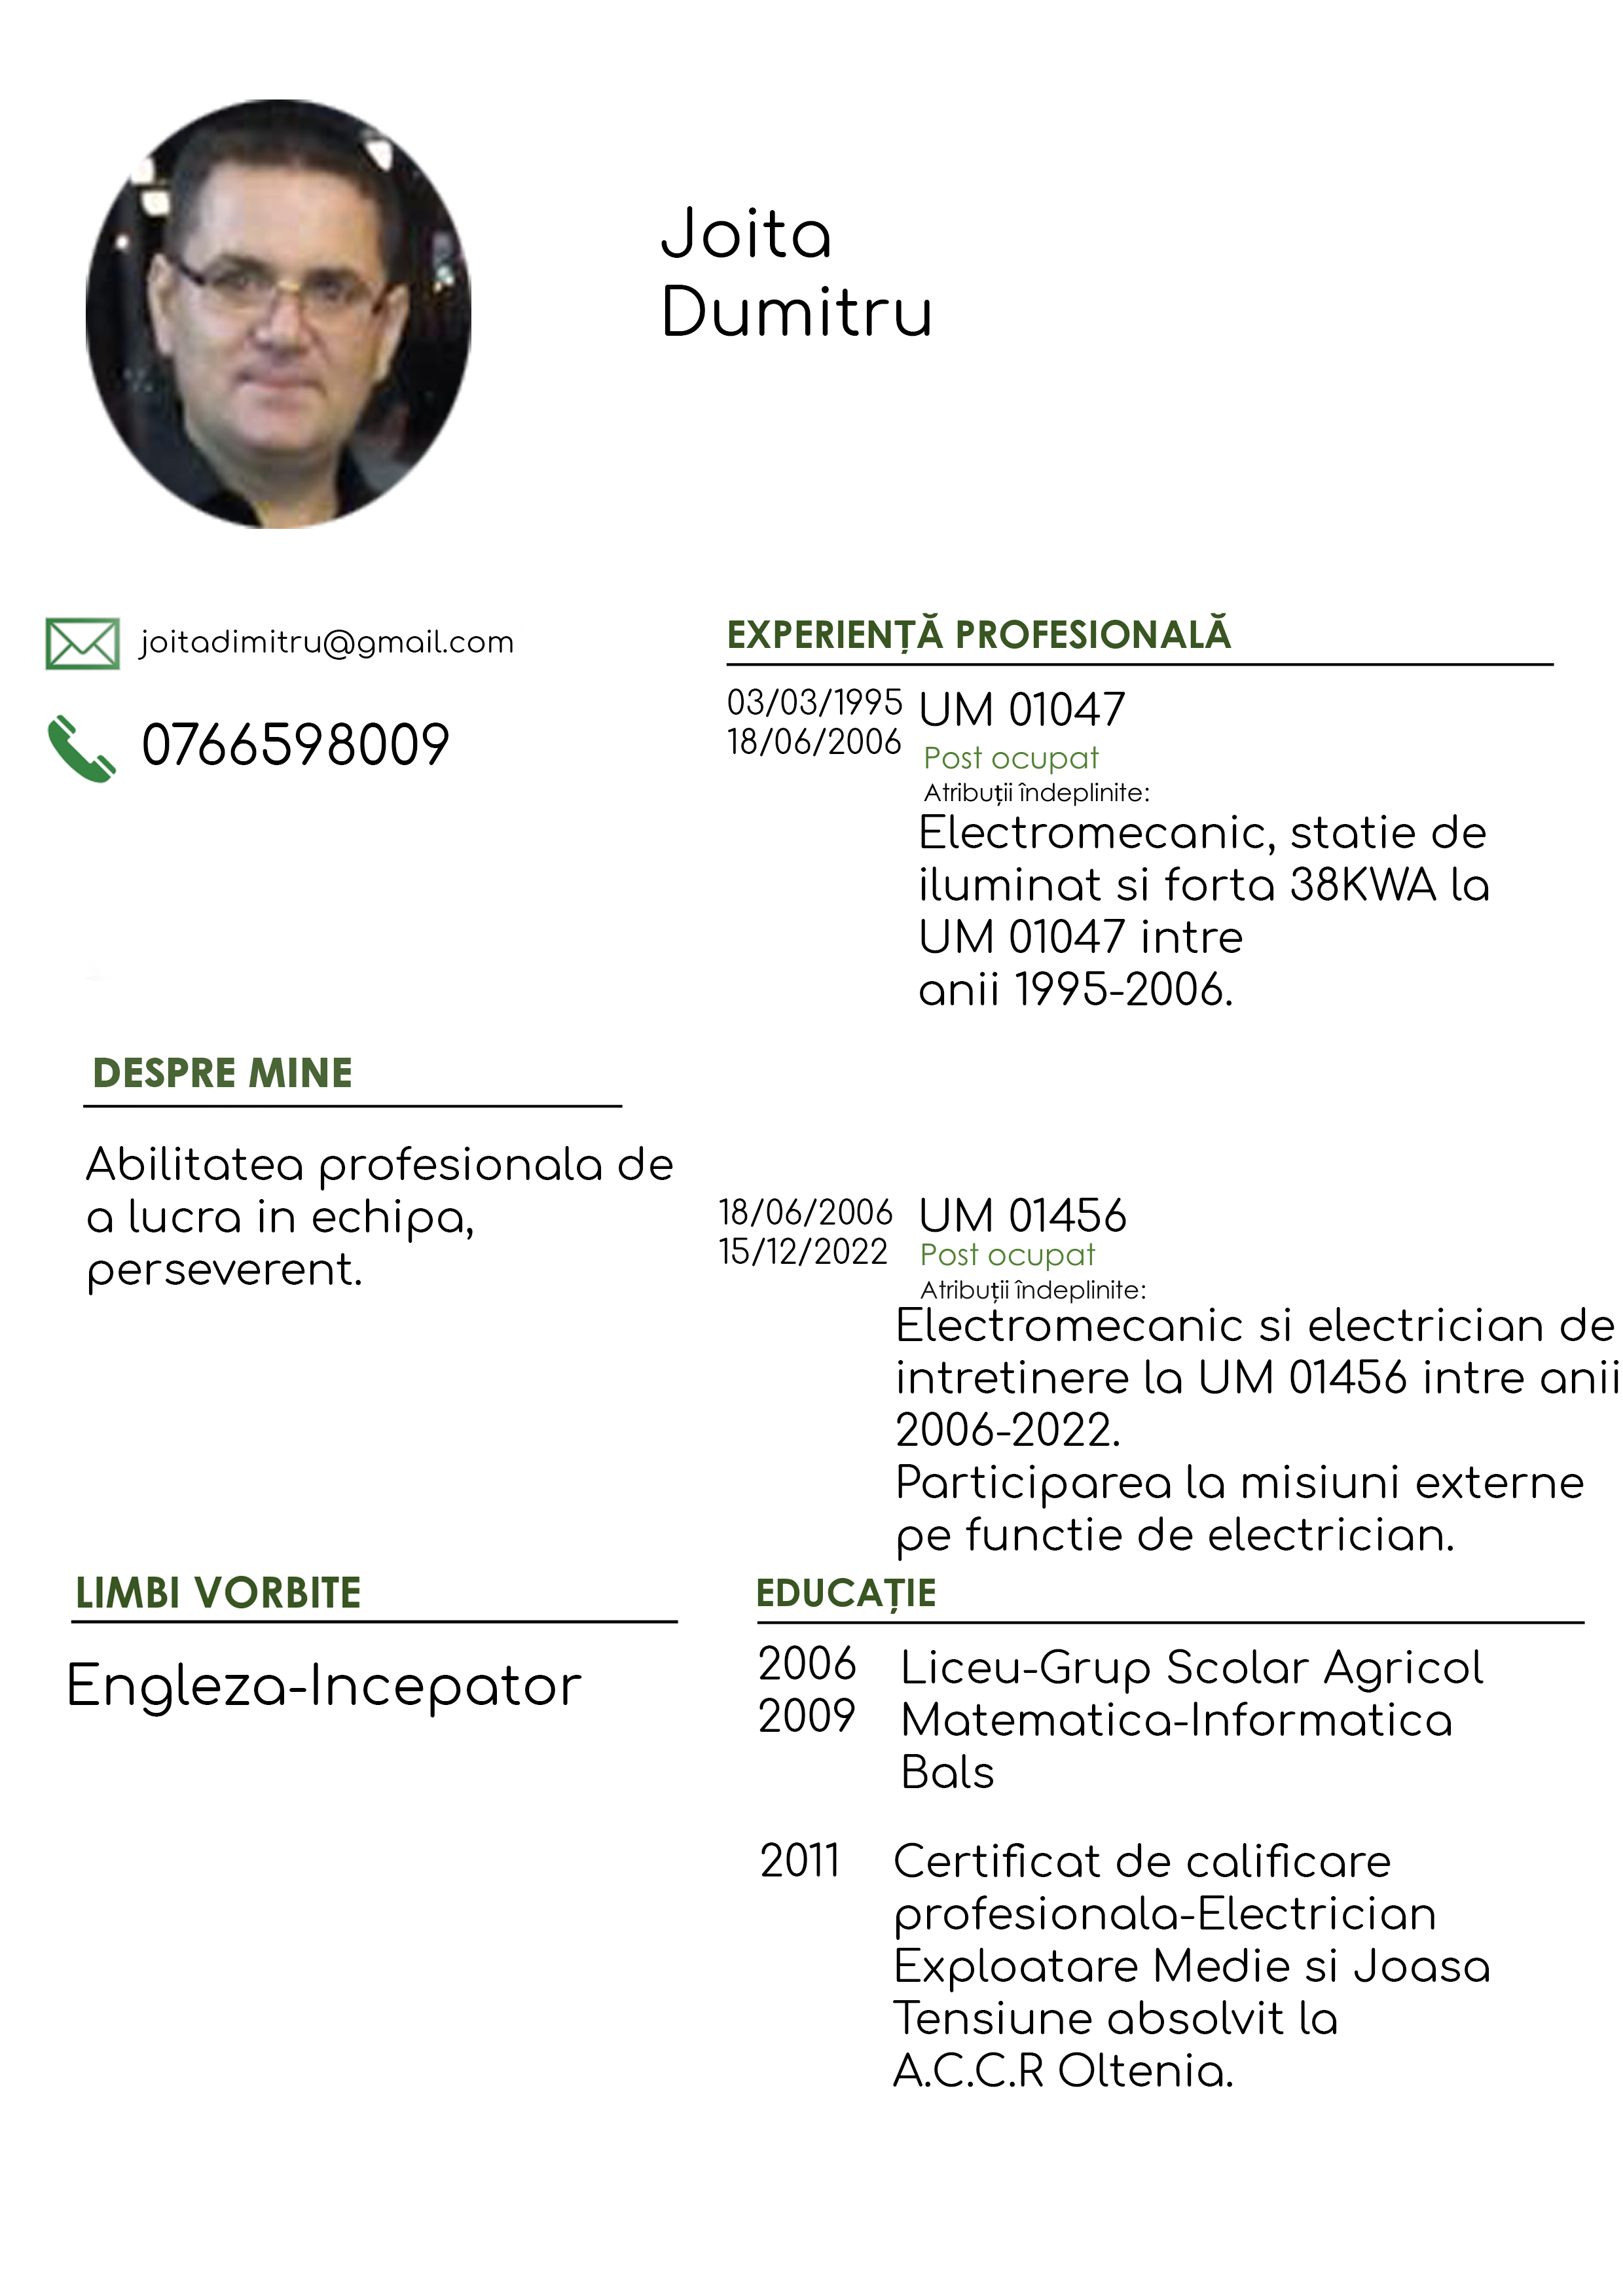 Joita
Dumitru
joitadimitru@gmail.com
0766598009
DESPRE MINE
Abilitatea profesionala de
a lucra in echipa,
perseverent.
LIMBI VORBITE
Engleza-Incepator
EXPERIENȚĂ PROFESIONALĂ
03/03/1995
18/06/2006
UM 01047
Post ocupat
Atribuții îndeplinite:
Electromecanic, statie de
iluminat si forta 38KWA la
UM 01047 intre
anii 1995-2006.
18/06/2006
15/12/2022
UM 01456
Post ocupat
Atribuții îndeplinite:
Electromecanic si electrician de
intretinere la UM 01456 intre anii
2006-2022.
Participarea la misiuni externe
pe functie de electrician.
EDUCAȚIE
2006
2009
Liceu-Grup Scolar Agricol
Matematica-Informatica
Bals
2011
Certificat de calificare
profesionala-Electrician
Exploatare Medie si Joasa
Tensiune absolvit la
A.C.C.R Oltenia.